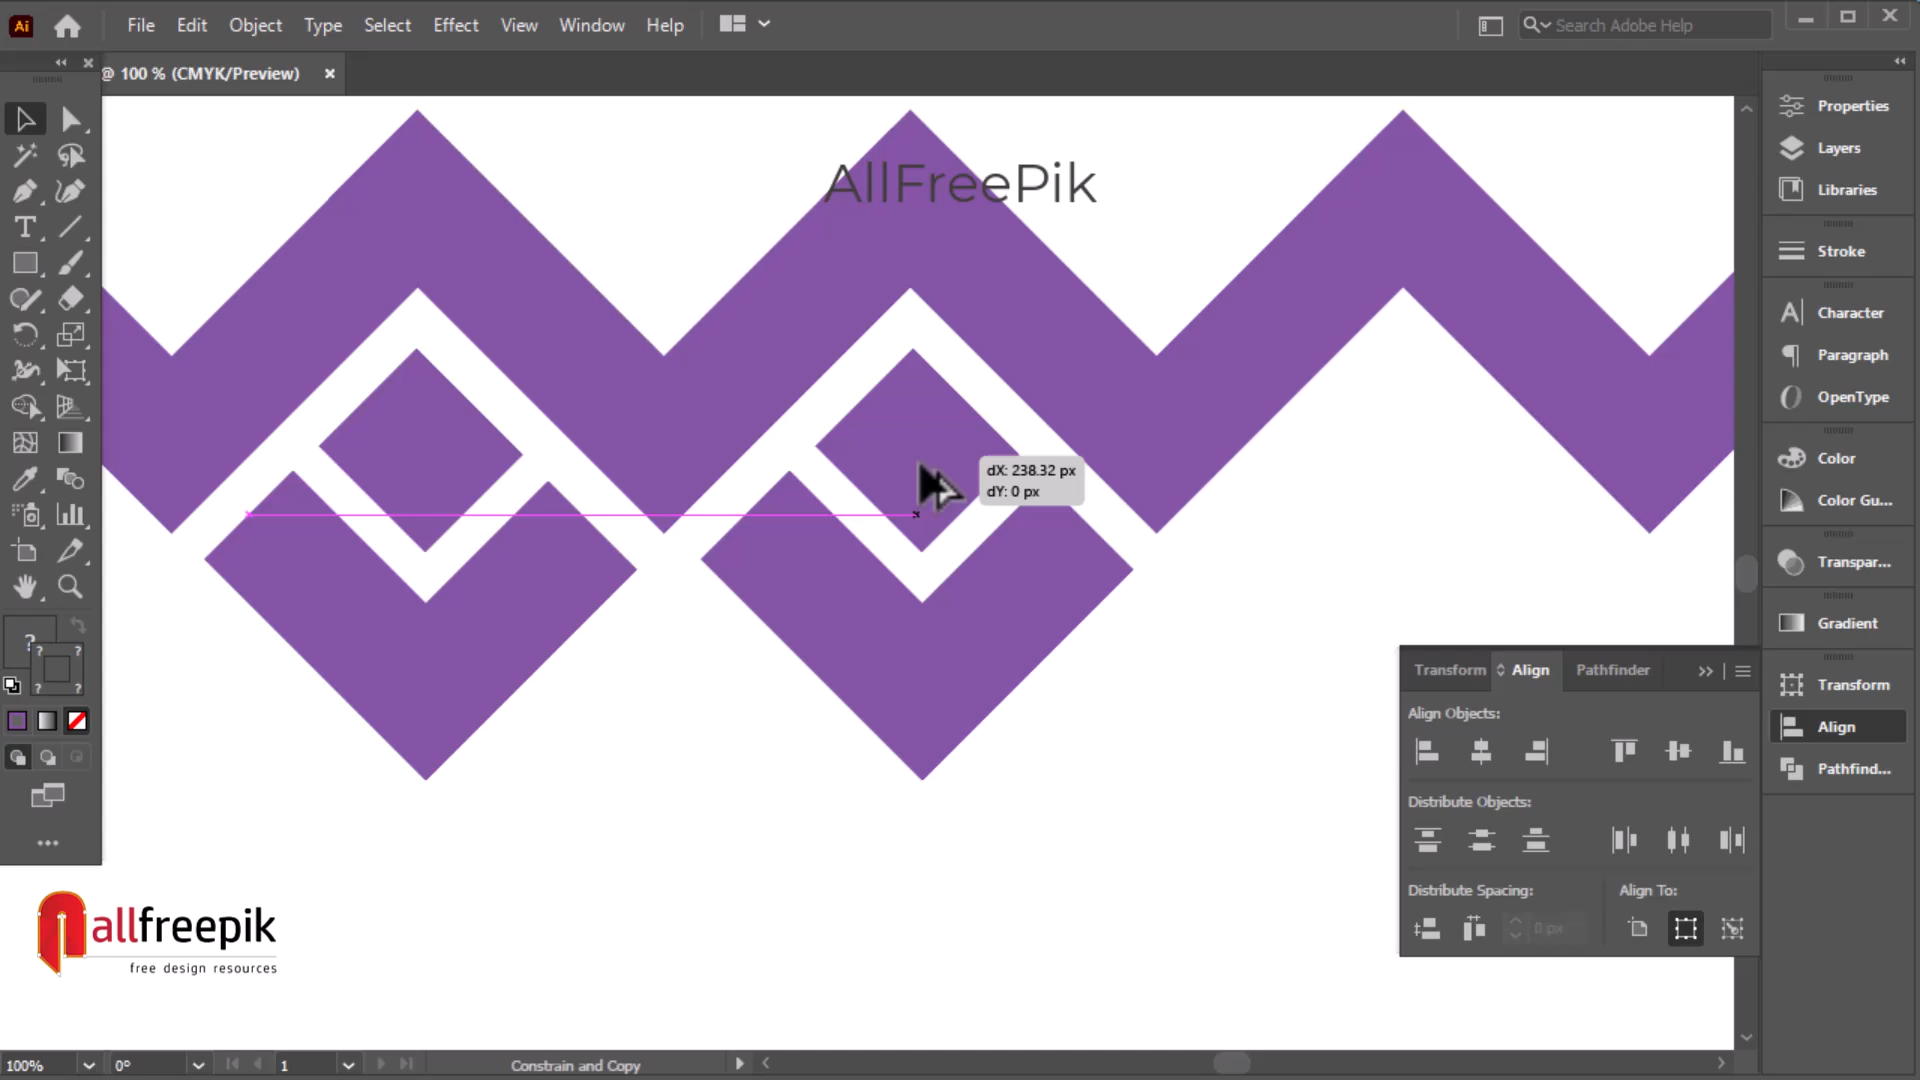 Ai File Edit Object Type Select Effect View Window Help Search Adobe Help
@ 100 % (CMYK/Preview)
AllFreePik
dX: 238.32 px
dY: 0 px
Properties
Layers
Libraries
Stroke
Character
Paragraph
OpenType
Color
Color Gu...
Transpar...
Gradient
Transform
Align
Pathfind...
Transform Align Pathfinder
Align Objects:
Distribute Objects:
Distribute Spacing: Align To:
0 px
allfreepik
free design resources
100% 0° 1 Constrain and Copy